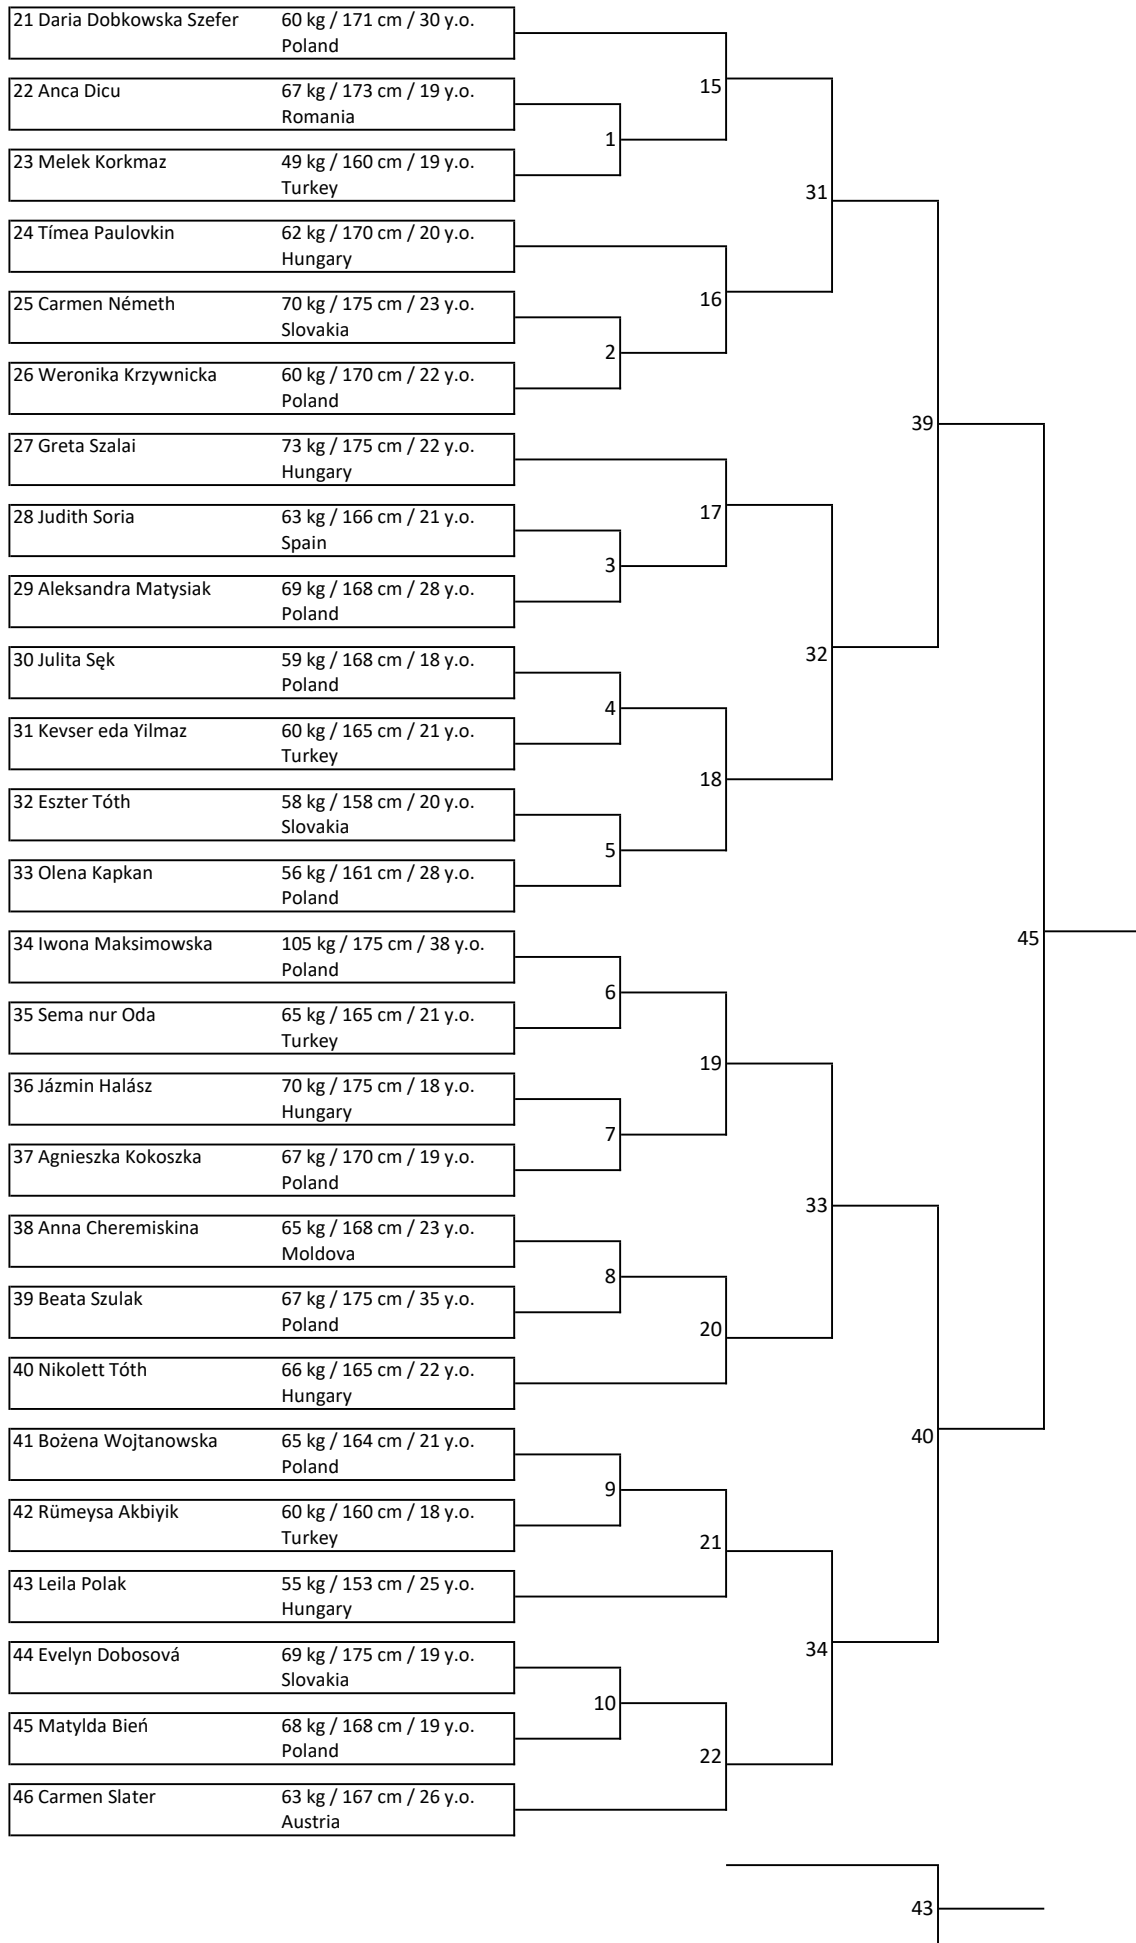 21 Daria Dobkowska Szefer 60 kg / 171 cm / 30 y.o.
Poland
15
22 Anca Dicu 67 kg / 173 cm / 19 y.o.
Romania
1
23 Melek Korkmaz 49 kg / 160 cm / 19 y.o.
Turkey
31
24 Tímea Paulovkin 62 kg / 170 cm / 20 y.o.
Hungary
16
25 Carmen Németh 70 kg / 175 cm / 23 y.o.
Slovakia
2
26 Weronika Krzywnicka 60 kg / 170 cm / 22 y.o.
Poland
39
27 Greta Szalai 73 kg / 175 cm / 22 y.o.
Hungary
17
28 Judith Soria 63 kg / 166 cm / 21 y.o.
Spain
3
29 Aleksandra Matysiak 69 kg / 168 cm / 28 y.o.
Poland
32
30 Julita Sęk 59 kg / 168 cm / 18 y.o.
Poland
4
31 Kevser eda Yilmaz 60 kg / 165 cm / 21 y.o.
Turkey
18
32 Eszter Tóth 58 kg / 158 cm / 20 y.o.
Slovakia
5
33 Olena Kapkan 56 kg / 161 cm / 28 y.o.
Poland
45
34 Iwona Maksimowska 105 kg / 175 cm / 38 y.o.
Poland
6
35 Sema nur Oda 65 kg / 165 cm / 21 y.o.
Turkey
19
36 Jázmin Halász 70 kg / 175 cm / 18 y.o.
Hungary
7
37 Agnieszka Kokoszka 67 kg / 170 cm / 19 y.o.
Poland
33
38 Anna Cheremiskina 65 kg / 168 cm / 23 y.o.
Moldova
8
39 Beata Szulak 67 kg / 175 cm / 35 y.o.
Poland
20
40 Nikolett Tóth 66 kg / 165 cm / 22 y.o.
Hungary
40
41 Bożena Wojtanowska 65 kg / 164 cm / 21 y.o.
Poland
9
42 Rümeysa Akbiyik 60 kg / 160 cm / 18 y.o.
Turkey
21
43 Leila Polak 55 kg / 153 cm / 25 y.o.
Hungary
34
44 Evelyn Dobosová 69 kg / 175 cm / 19 y.o.
Slovakia
10
45 Matylda Bień 68 kg / 168 cm / 19 y.o.
Poland
22
46 Carmen Slater 63 kg / 167 cm / 26 y.o.
Austria
43